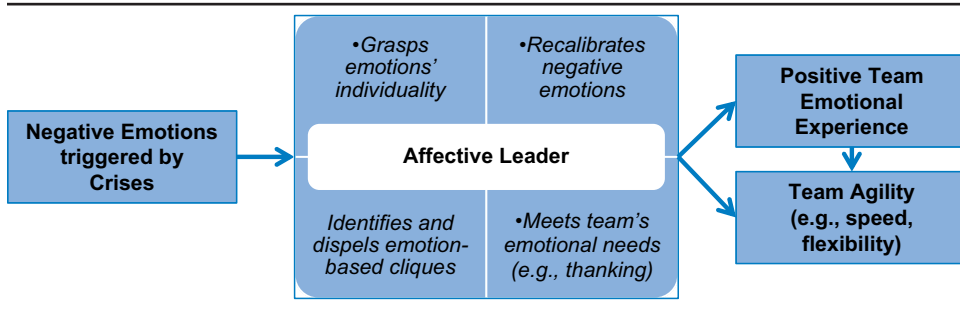 Negative Emotions
triggered by
Crises
•Grasps
emotions’
individuality
•Recalibrates
negative
emotions
Affective Leader
Identifies and
dispels emotion-
based cliques
•Meets team’s
emotional needs
(e.g., thanking)
Positive Team
Emotional
Experience
Team Agility
(e.g., speed,
flexibility)